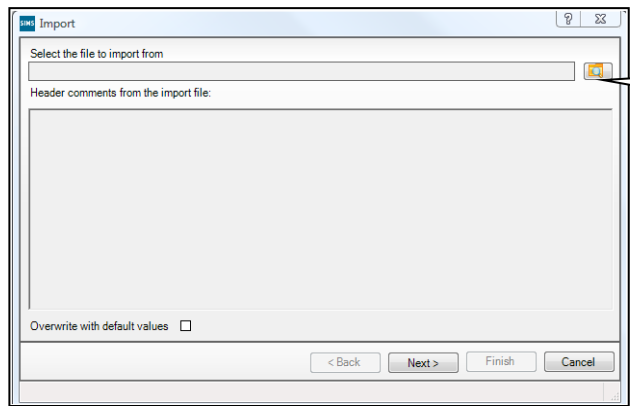 SIMS Import
Select the file to import from
Header comments from the import file:
Overwrite with default values
< Back Next > Finish Cancel